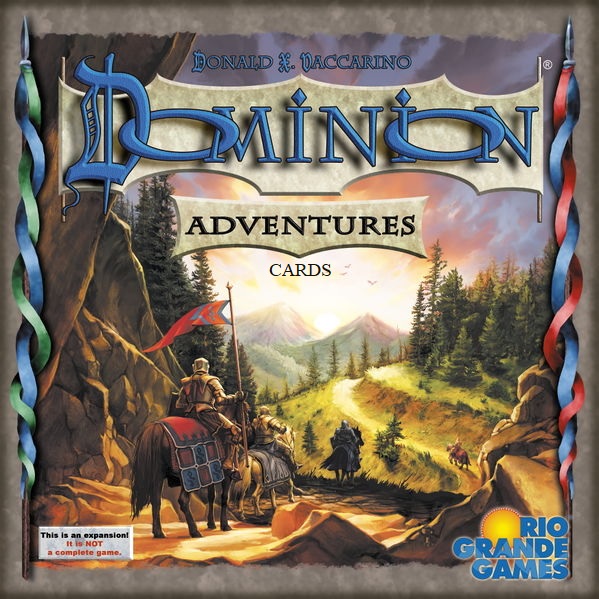 Donald X. Vaccarino
Dominion®
ADVENTURES
CARDS
This is an expansion!
It is NOT
a complete game.
RIO
GRANDE
GAMES